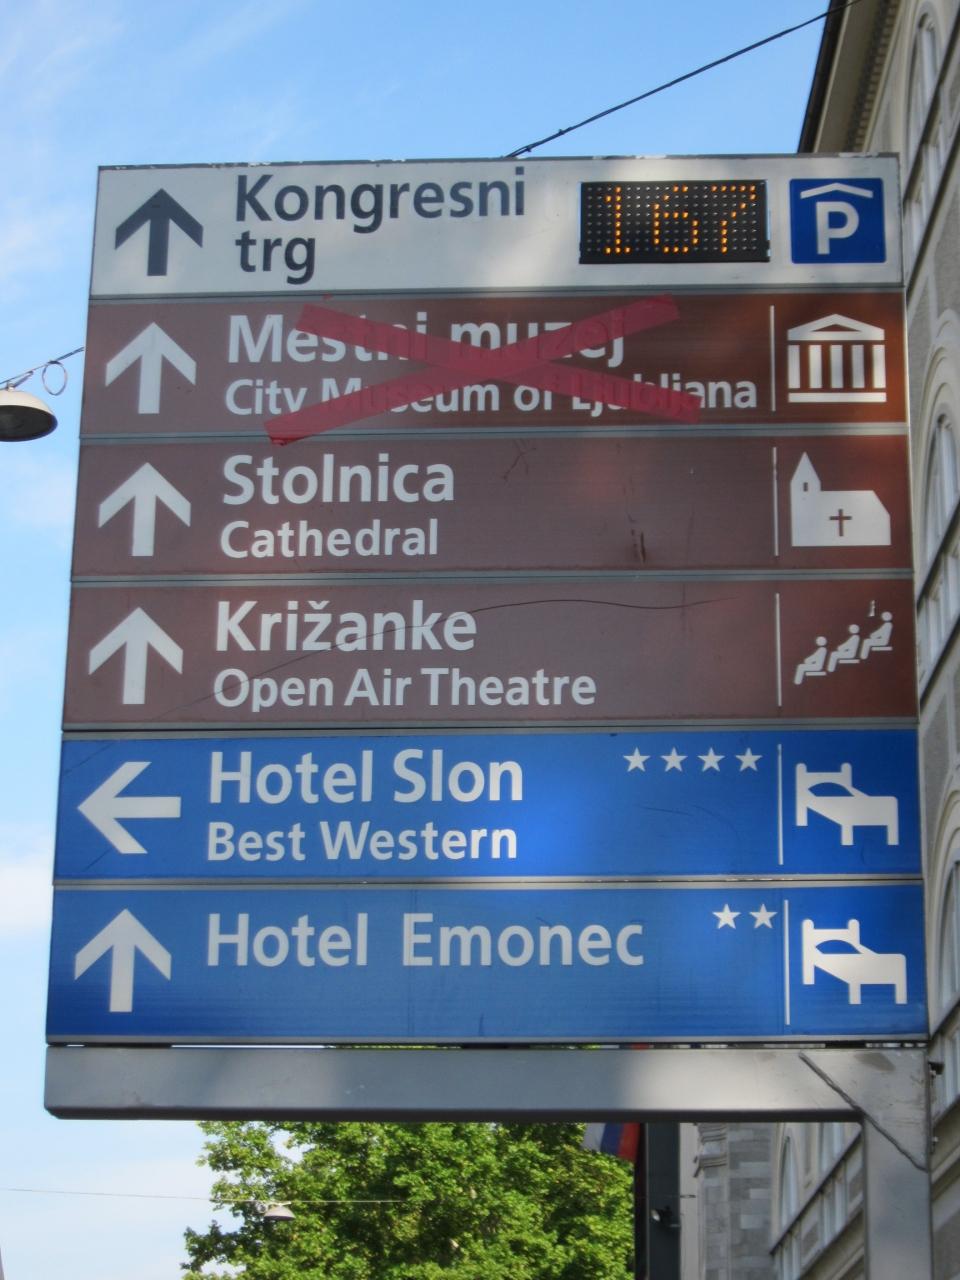 Kongresni
trg
167
P
Mestni muzej
City Museum of Ljubljana
Stolnica
Cathedral
Križanke
Open Air Theatre
Hotel Slon
Best Western
Hotel Emonec